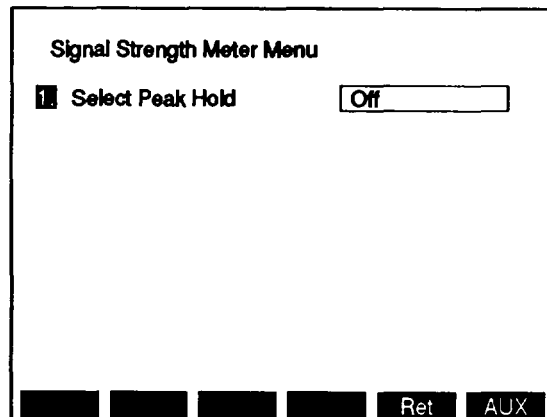 Signal Strength Meter Menu
1. Select Peak Hold Off
Ret AUX